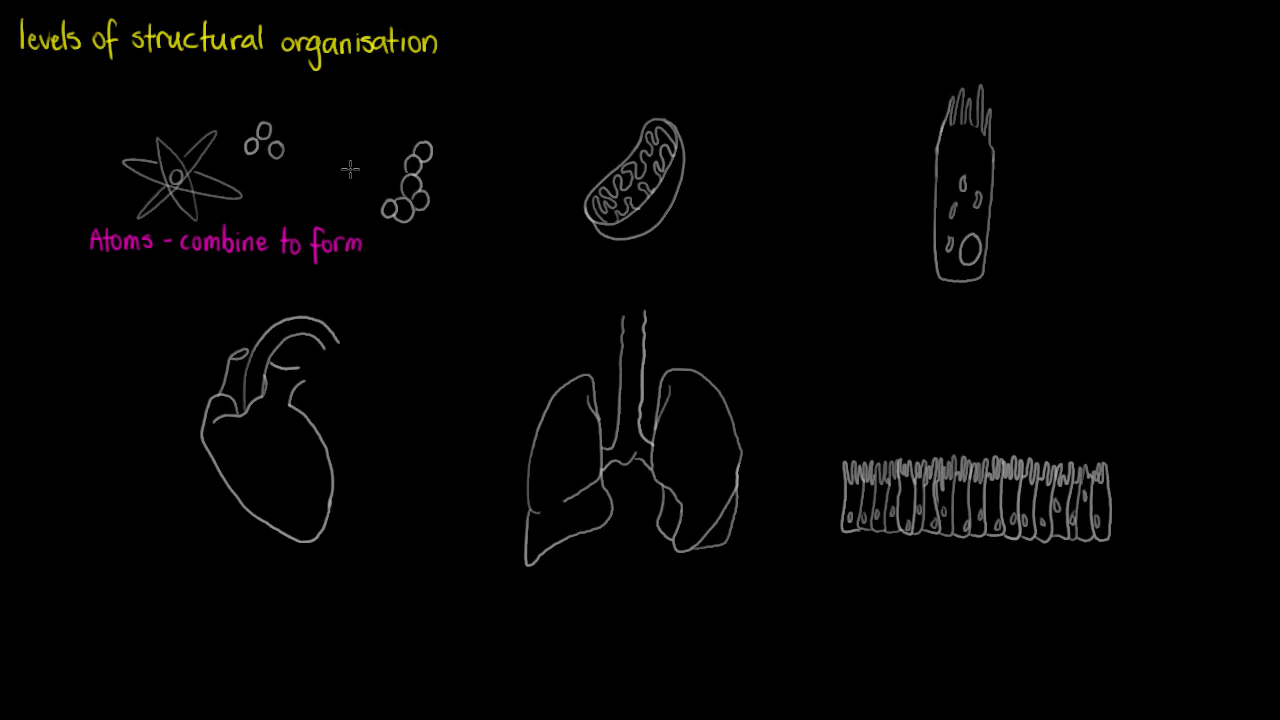 levels of structural organisation
Atoms - combine to form